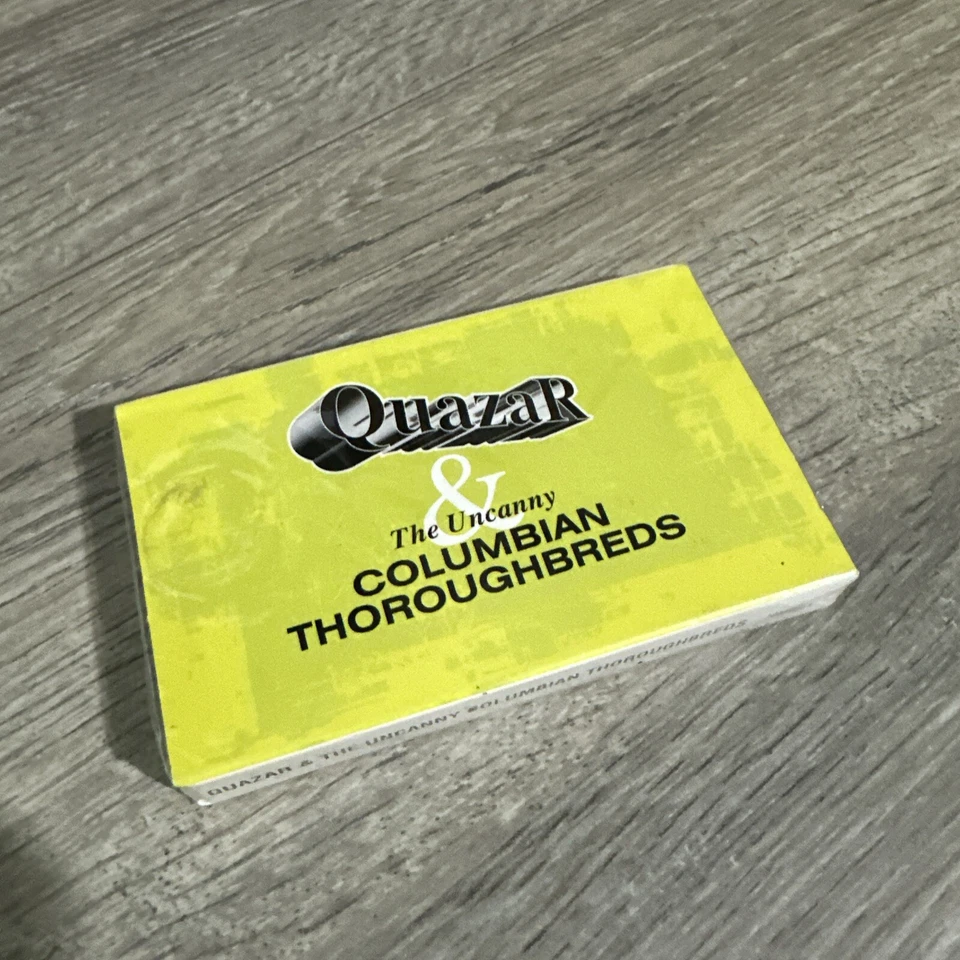 QuazaR
&
The Uncanny
COLUMBIAN
THOROUGHBREDS
QUAZAR & THE UNCANNY COLUMBIAN THOROUGHBREDS